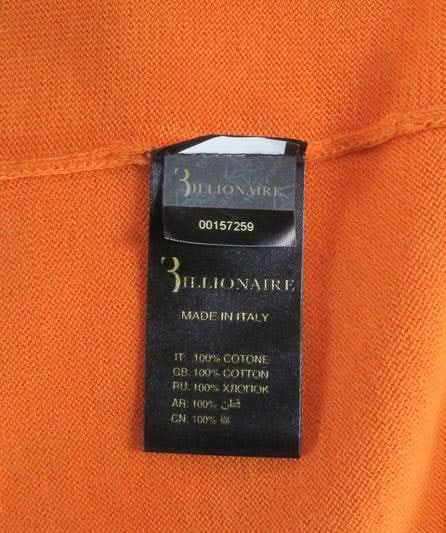 BILLIONAIRE
00157259
BILLIONAIRE
MADE IN ITALY
IT: 100% COTONE
GB: 100% COTTON
RU: 100% ХЛОПОК
AR: 100% قطن
CN: 100% 棉